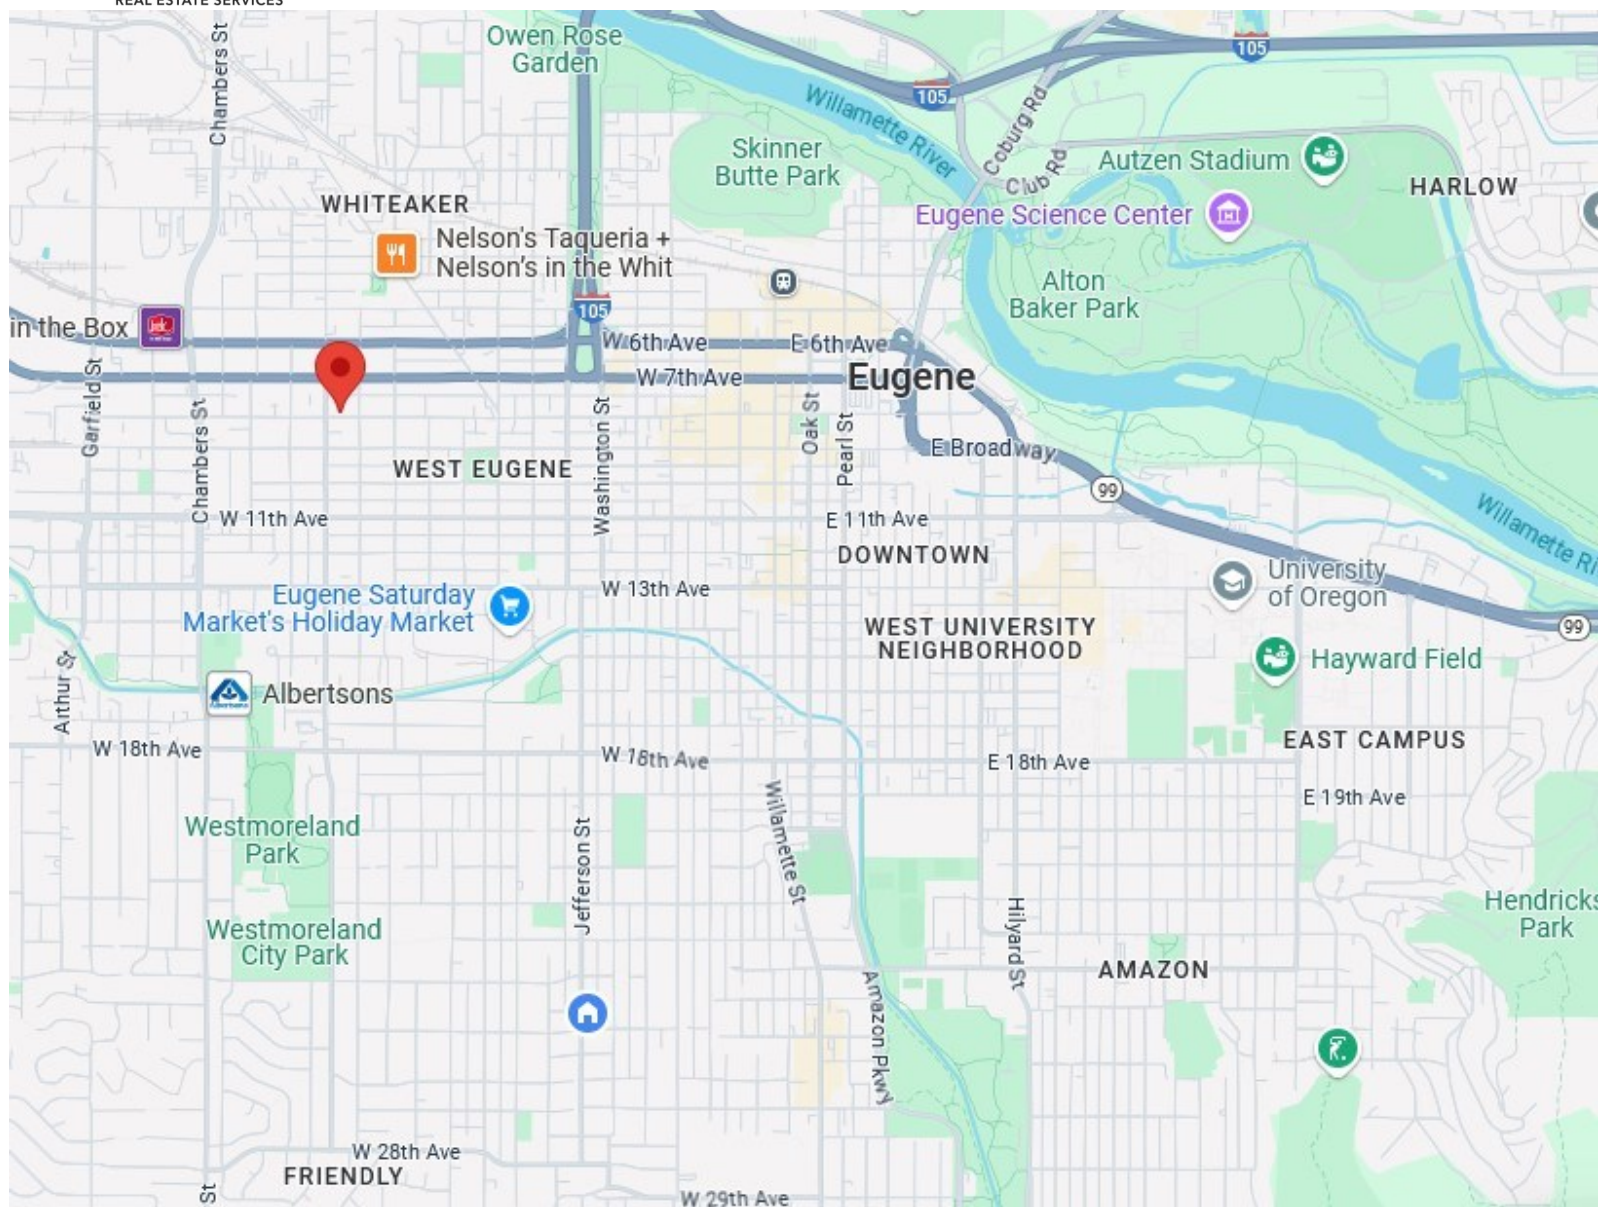 REAL ESTATE SERVICES
Chambers St
Owen Rose
Garden
105
105
Willamette River
Coburg Rd
Club Rd
Skinner
Butte Park
Autzen Stadium
HARLOW
WHITEAKER
Eugene Science Center
Nelson's Taqueria +
Nelson's in the Whit
Alton
Baker Park
105
in the Box
W 6th Ave
E 6th Ave
W 7th Ave
Eugene
Garfield St
Chambers St
Washington St
Oak St
Pearl St
E Broadway
WEST EUGENE
99
W 11th Ave
E 11th Ave
Willamette Ri
DOWNTOWN
University
of Oregon
W 13th Ave
Eugene Saturday
Market's Holiday Market
WEST UNIVERSITY
NEIGHBORHOOD
99
Hayward Field
Arthur St
Albertsons
W 18th Ave
W 18th Ave
E 18th Ave
EAST CAMPUS
E 19th Ave
Willamette St
Westmoreland
Park
Jefferson St
Hendricks
Park
Westmoreland
City Park
Hilyard St
AMAZON
Amazon Pkwy
W 28th Ave
FRIENDLY
St
W 29th Ave